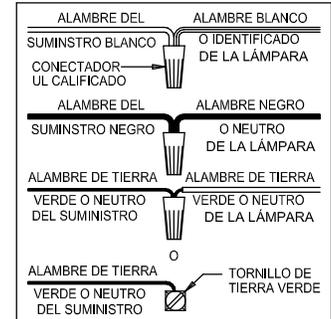 ALAMBRE DEL
SUMINSTRO BLANCO
ALAMBRE BLANCO
O IDENTIFICADO
DE LA LÁMPARA
CONECTADOR
UL CALIFICADO
ALAMBRE DEL
SUMINSTRO NEGRO
ALAMBRE NEGRO
O NEUTRO
DE LA LÁMPARA
ALAMBRE DE TIERRA
VERDE O NEUTRO
DEL SUMINISTRO
ALAMBRE DE TIERRA
VERDE O NEUTRO
DE LA LÁMPARA
O
ALAMBRE DE TIERRA
VERDE O NEUTRO
DEL SUMINISTRO
TORNILLO DE
TIERRA VERDE